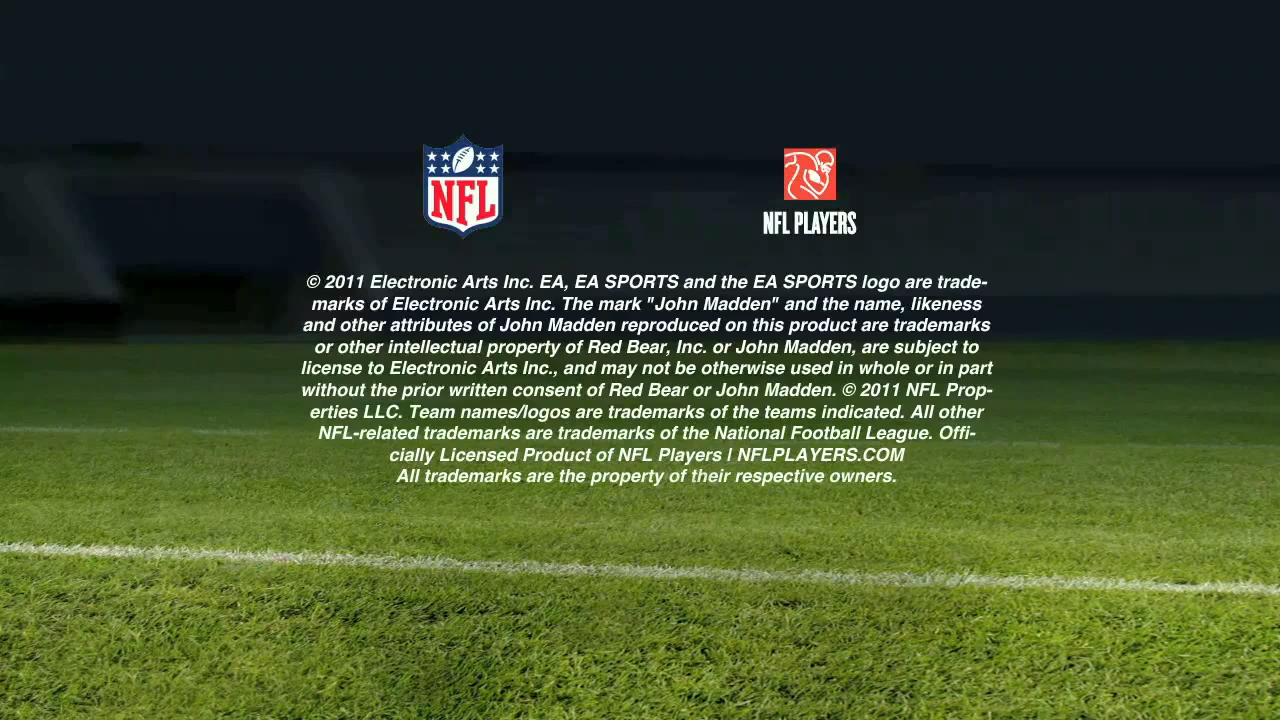 NFL
NFL PLAYERS
© 2011 Electronic Arts Inc. EA, EA SPORTS and the EA SPORTS logo are trade-
marks of Electronic Arts Inc. The mark "John Madden" and the name, likeness
and other attributes of John Madden reproduced on this product are trademarks
or other intellectual property of Red Bear, Inc. or John Madden, are subject to
license to Electronic Arts Inc., and may not be otherwise used in whole or in part
without the prior written consent of Red Bear or John Madden. © 2011 NFL Prop-
erties LLC. Team names/logos are trademarks of the teams indicated. All other
NFL-related trademarks are trademarks of the National Football League. Offi-
cially Licensed Product of NFL Players | NFLPLAYERS.COM
All trademarks are the property of their respective owners.